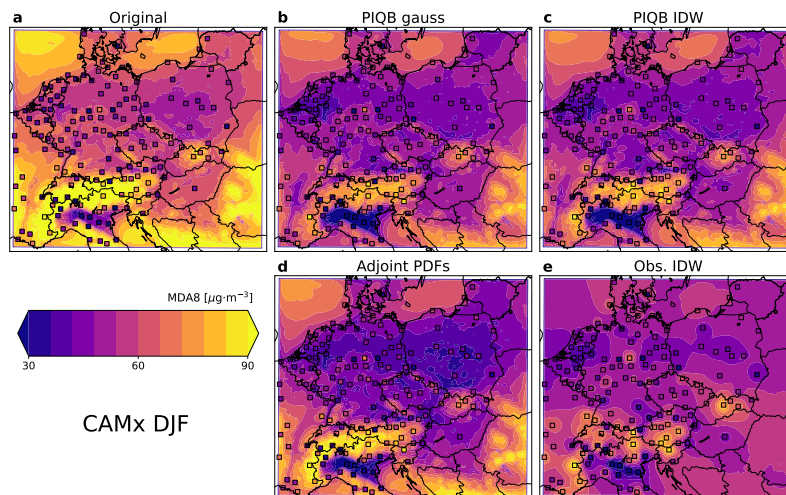 a Original
b PIQB gauss
c PIQB IDW
d Adjoint PDFs
e Obs. IDW
MDA8 [μg·m⁻³]
30 60 90
CAMx DJF